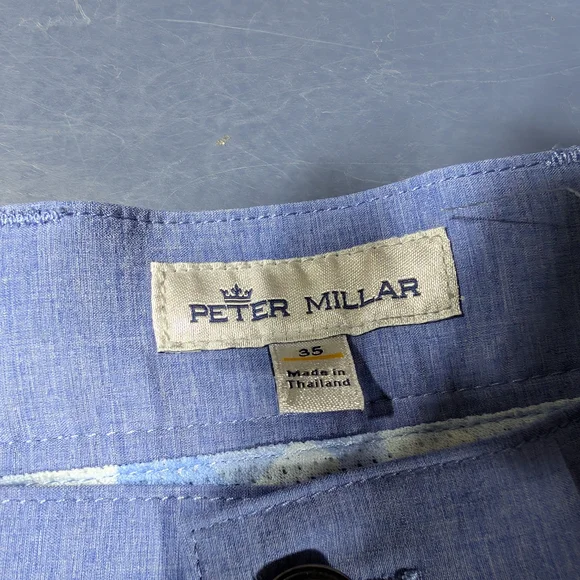 PETER MILLAR
35
Made in
Thailand